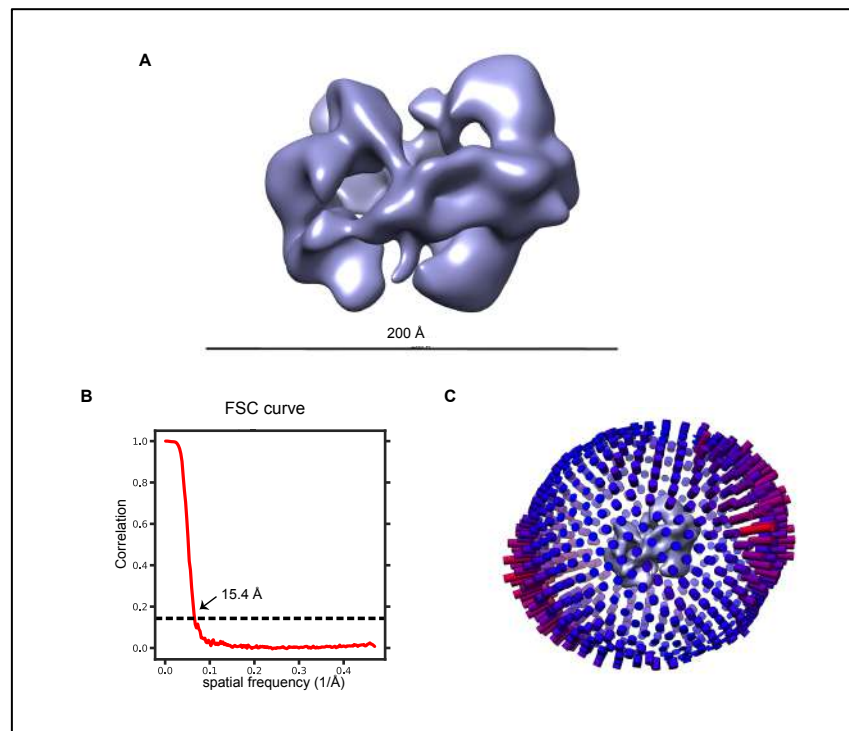 A
200 Å
B
C
FSC curve
1.0
0.8
0.6
0.4
0.2
0.0
Correlation
15.4 Å
0.0 0.1 0.2 0.3 0.4
spatial frequency (1/Å)